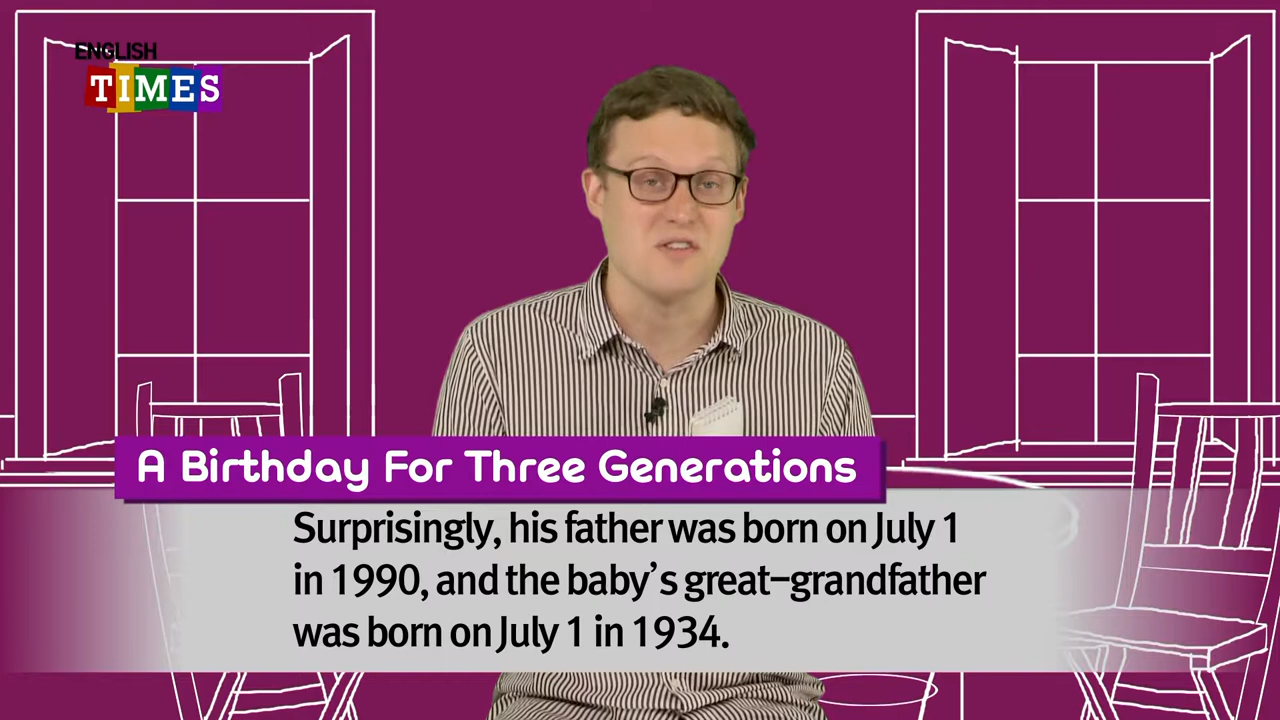 ENGLISH
TIMES
A Birthday For Three Generations
Surprisingly, his father was born on July 1
in 1990, and the baby's great-grandfather
was born on July 1 in 1934.